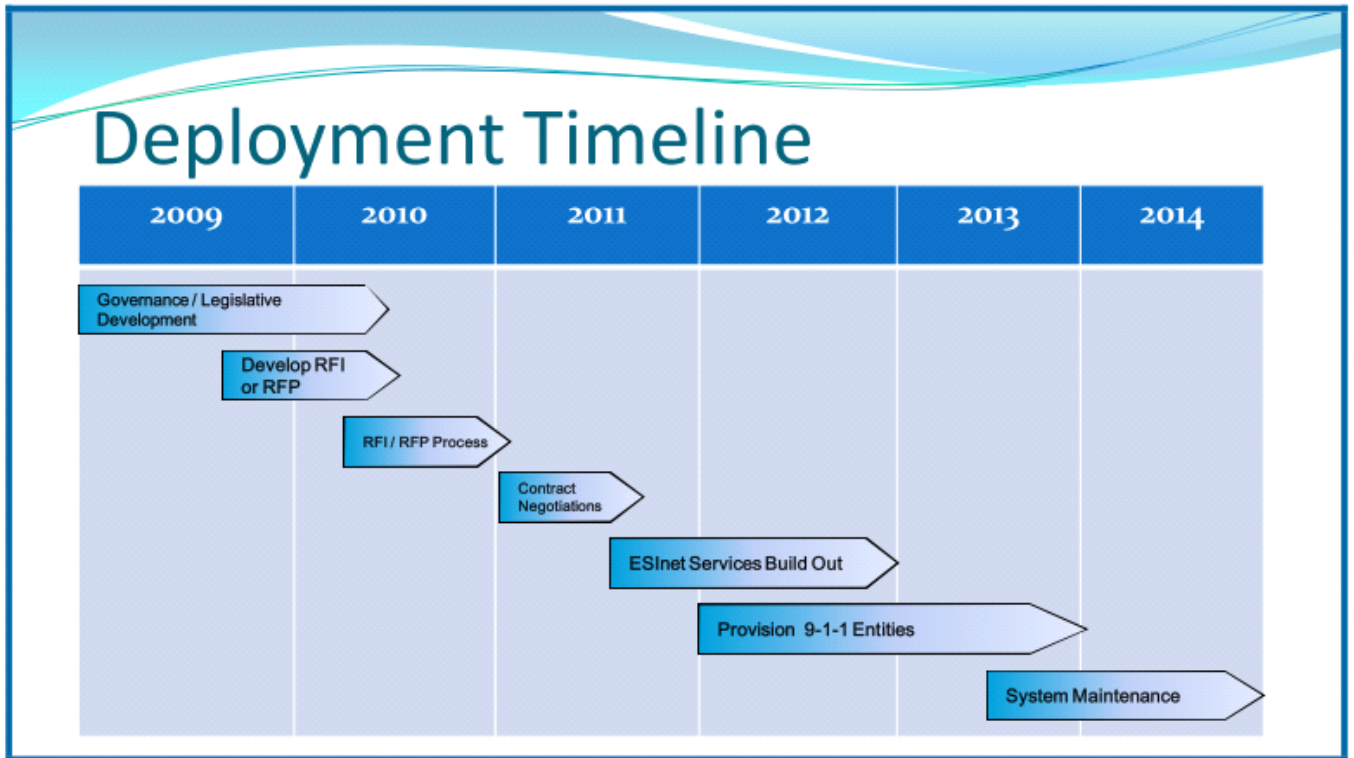 Deployment Timeline
2009 2010 2011 2012 2013 2014
Governance / Legislative
Development
Develop RFI
or RFP
RFI / RFP Process
Contract
Negotiations
ESInet Services Build Out
Provision 9-1-1 Entities
System Maintenance